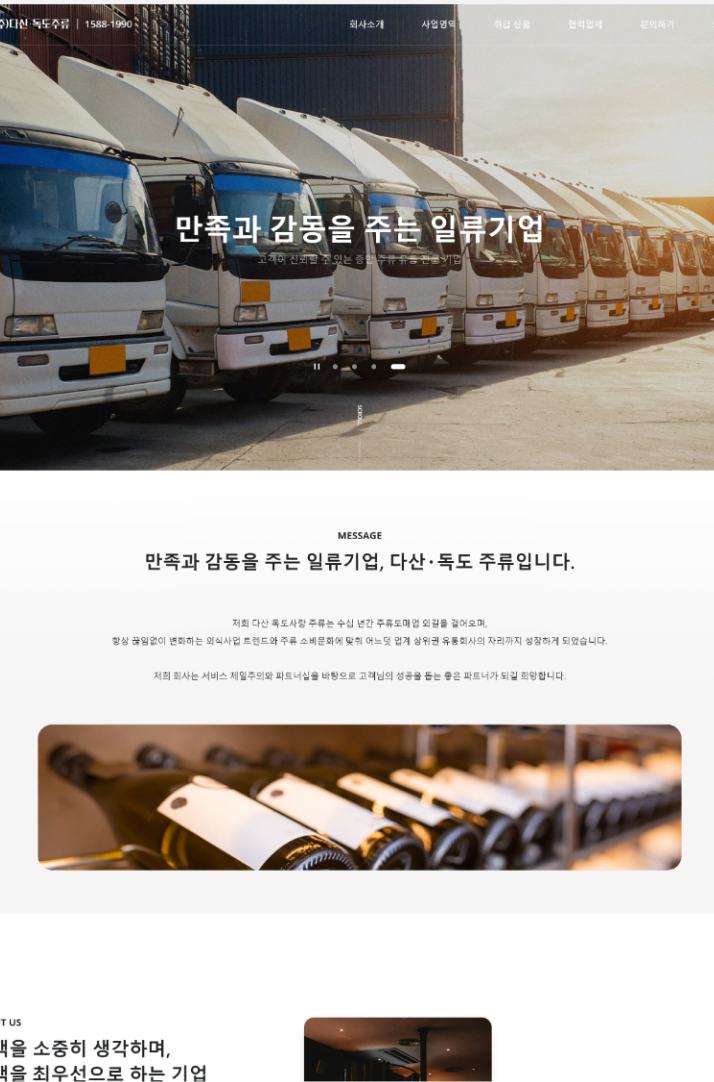 주)다산·독도주류 | 1588-1990
회사소개 사업영역 취급 상품 협력업체 문의하기
만족과 감동을 주는 일류기업
고객이 신뢰할 수 있는 종합 주류 유통 전문 기업
SCROLL
MESSAGE
만족과 감동을 주는 일류기업, 다산·독도 주류입니다.
저희 다산 독도사랑 주류는 수십 년간 주류도매업 외길을 걸어오며,
항상 끊임없이 변화하는 외식사업 트렌드와 주류 소비문화에 맞춰 어느덧 업계 상위권 유통회사의 자리까지 성장하게 되었습니다.
저희 회사는 서비스 제일주의와 파트너십을 바탕으로 고객님의 성공을 돕는 좋은 파트너가 되길 희망합니다.
UT US
객을 소중히 생각하며,
객을 최우선으로 하는 기업